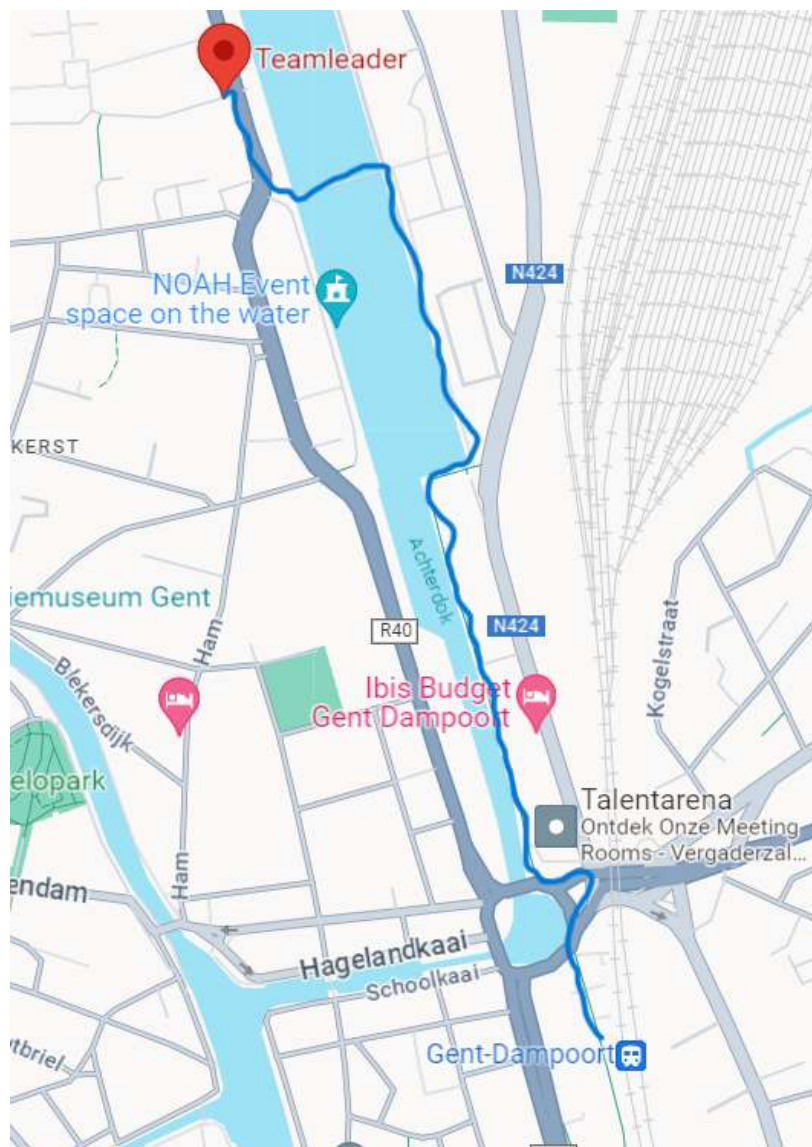 Teamleader
N424
NOAH Event
space on the water
KERST
Achterdok
iemuseum Gent
R40
N424
Ham
Blekersdijk
Kogelstraat
Ibis Budget
Gent Dampoort
elopark
Talentarena
Ontdek Onze Meeting
Rooms - Vergaderzal...
Ham
endam
Hagelandkaai
Schoolkaai
utbriel
Gent-Dampoort